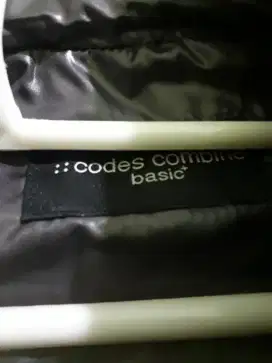 ::codes combine
basic+